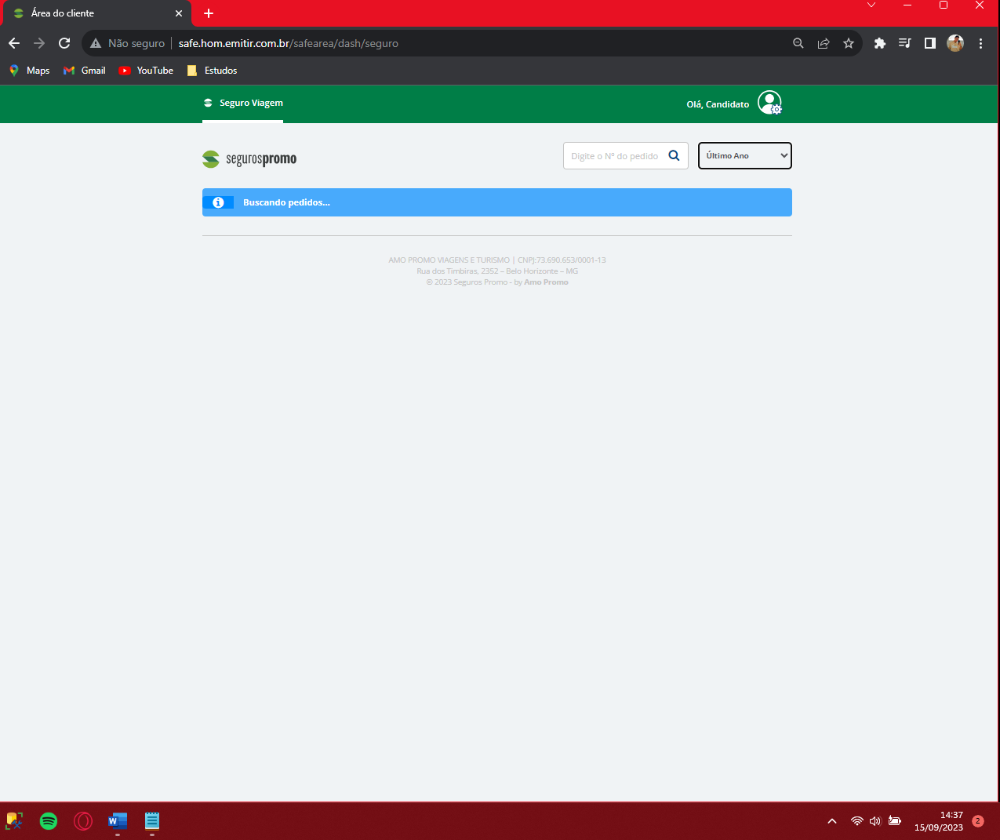 Área do cliente
Não seguro
safe.hom.emitir.com.br/safearea/dash/seguro
Maps
Gmail
YouTube
Estudos
Seguro Viagem
Olá, Candidato
segurospromo
Digite o Nº do pedido
Último Ano
Buscando pedidos...
AMO PROMO VIAGENS E TURISMO | CNPJ:73.690.653/0001-13
Rua dos Timbiras, 2352 – Belo Horizonte – MG
© 2023 Seguros Promo - by Amo Promo
W
14:37
15/09/2023
2